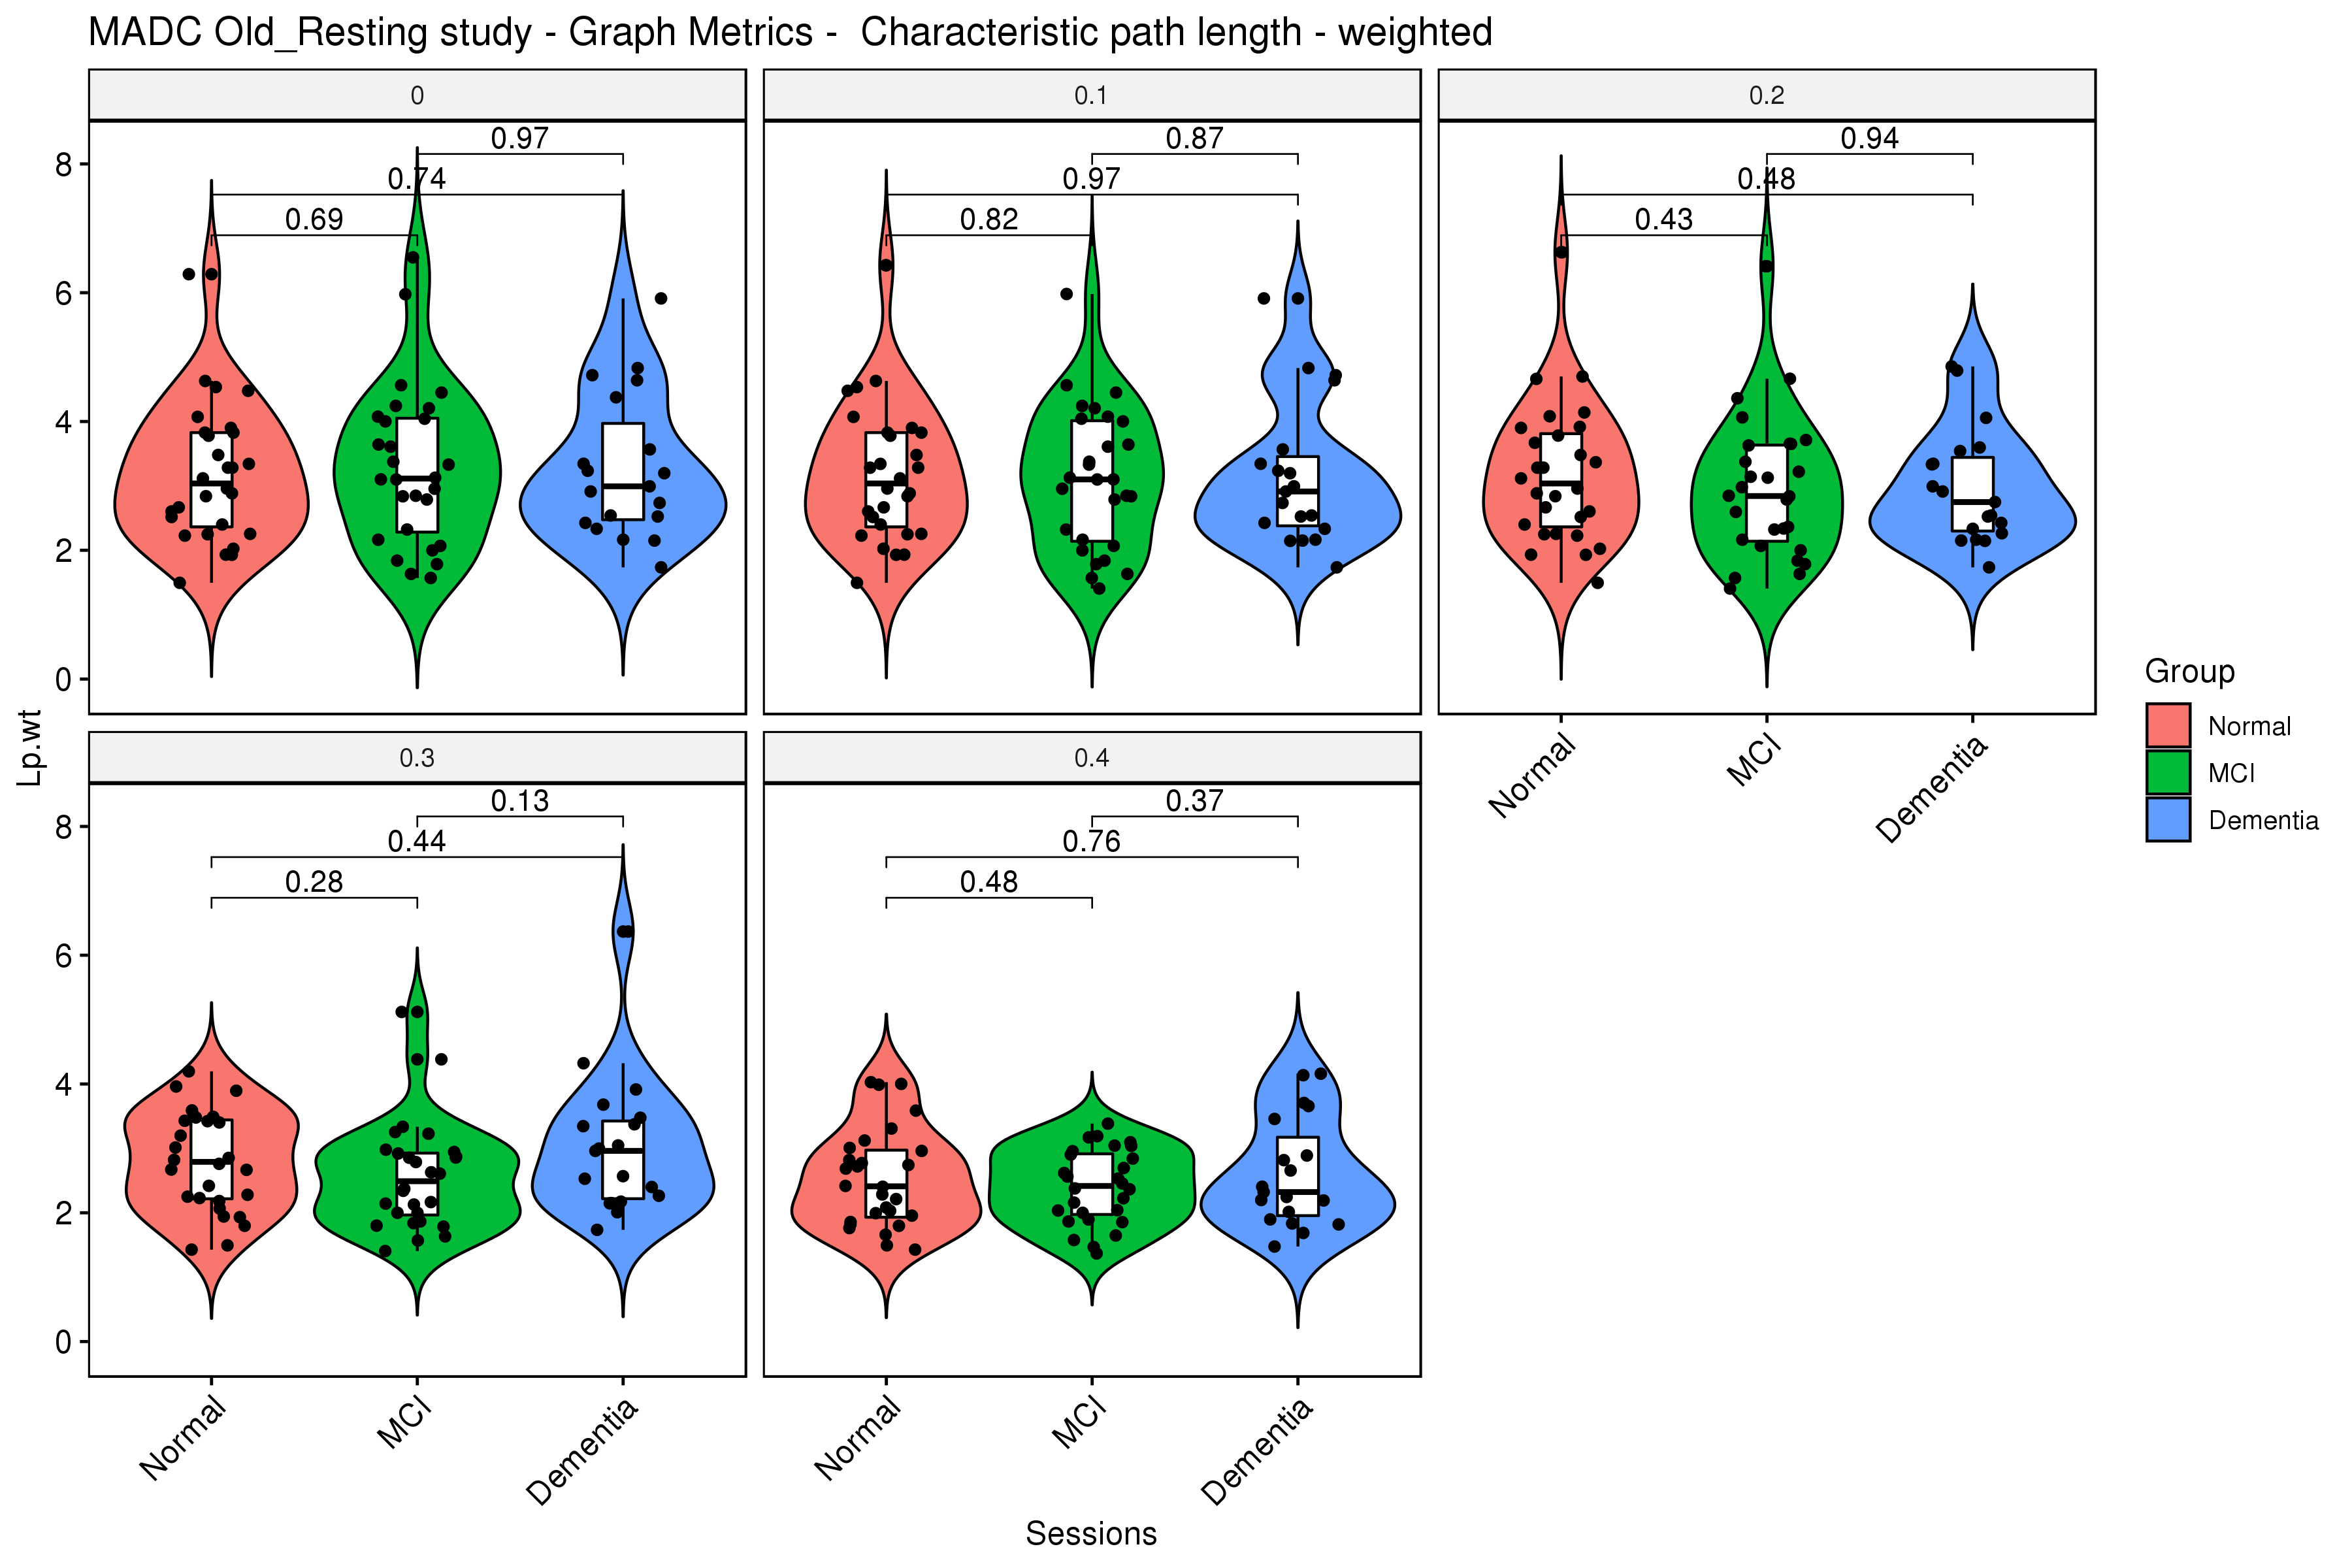 MADC Old_Resting study - Graph Metrics -  Characteristic path length - weighted
0
0.1
0.2
0.97
0.74
0.69
0.87
0.97
0.82
0.94
0.48
0.43
8
6
4
2
0
Normal
MCI
Dementia
0.3
0.4
0.13
0.44
0.28
0.37
0.76
0.48
8
6
4
2
0
Normal
MCI
Dementia
Normal
MCI
Dementia
Lp.wt
Sessions
Group
Normal
MCI
Dementia